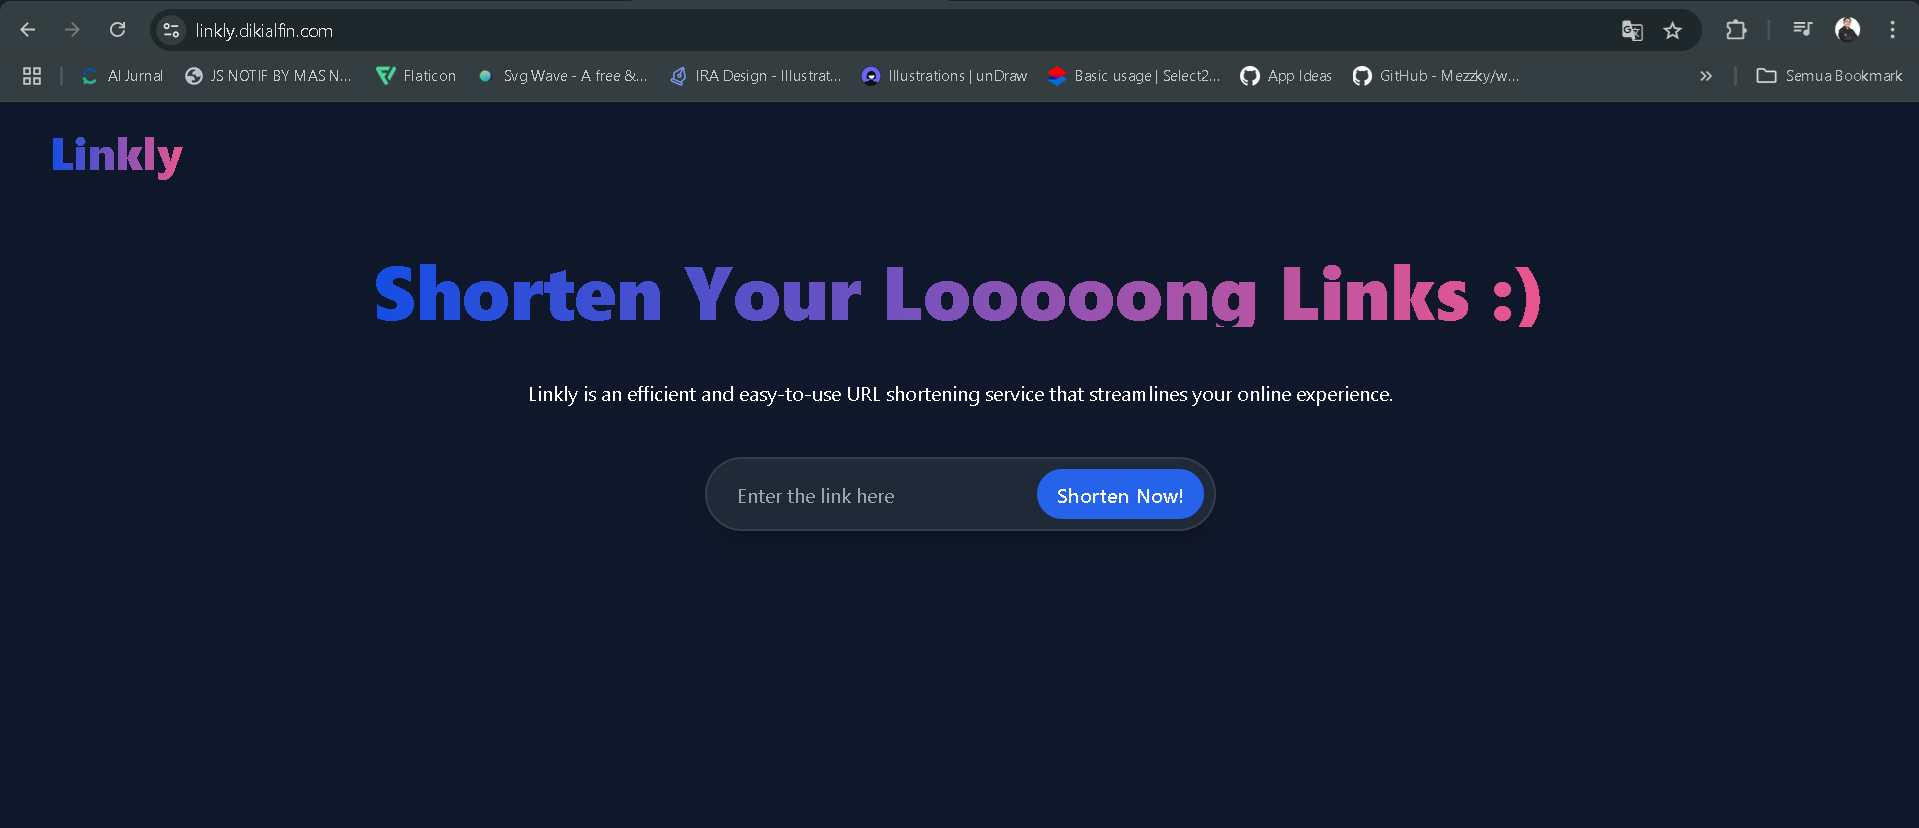 linkly.dikialfin.com
AI Jurnal JS NOTIF BY MAS N... Flaticon Svg Wave - A free &... IRA Design - Illustrat... Illustrations | unDraw Basic usage | Select2... App Ideas GitHub - Mezzky/w... » Semua Bookmark
Linkly
Shorten Your Looooong Links :)
Linkly is an efficient and easy-to-use URL shortening service that streamlines your online experience.
Enter the link here Shorten Now!